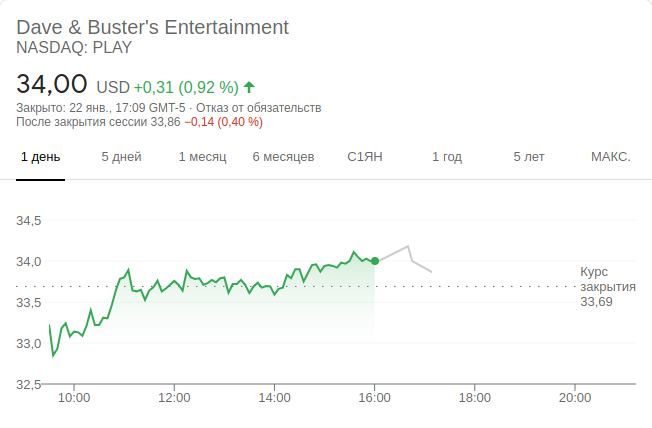 Dave & Buster's Entertainment
NASDAQ: PLAY
34,00 USD +0,31 (0,92 %)
Закрыто: 22 янв., 17:09 GMT-5 · Отказ от обязательств
После закрытия сессии 33,86 −0,14 (0,40 %)
1 день 5 дней 1 месяц 6 месяцев С1ЯН 1 год 5 лет МАКС.
34,5
34,0
33,5
33,0
32,5
Курс
закрытия
33,69
10:00 12:00 14:00 16:00 18:00 20:00